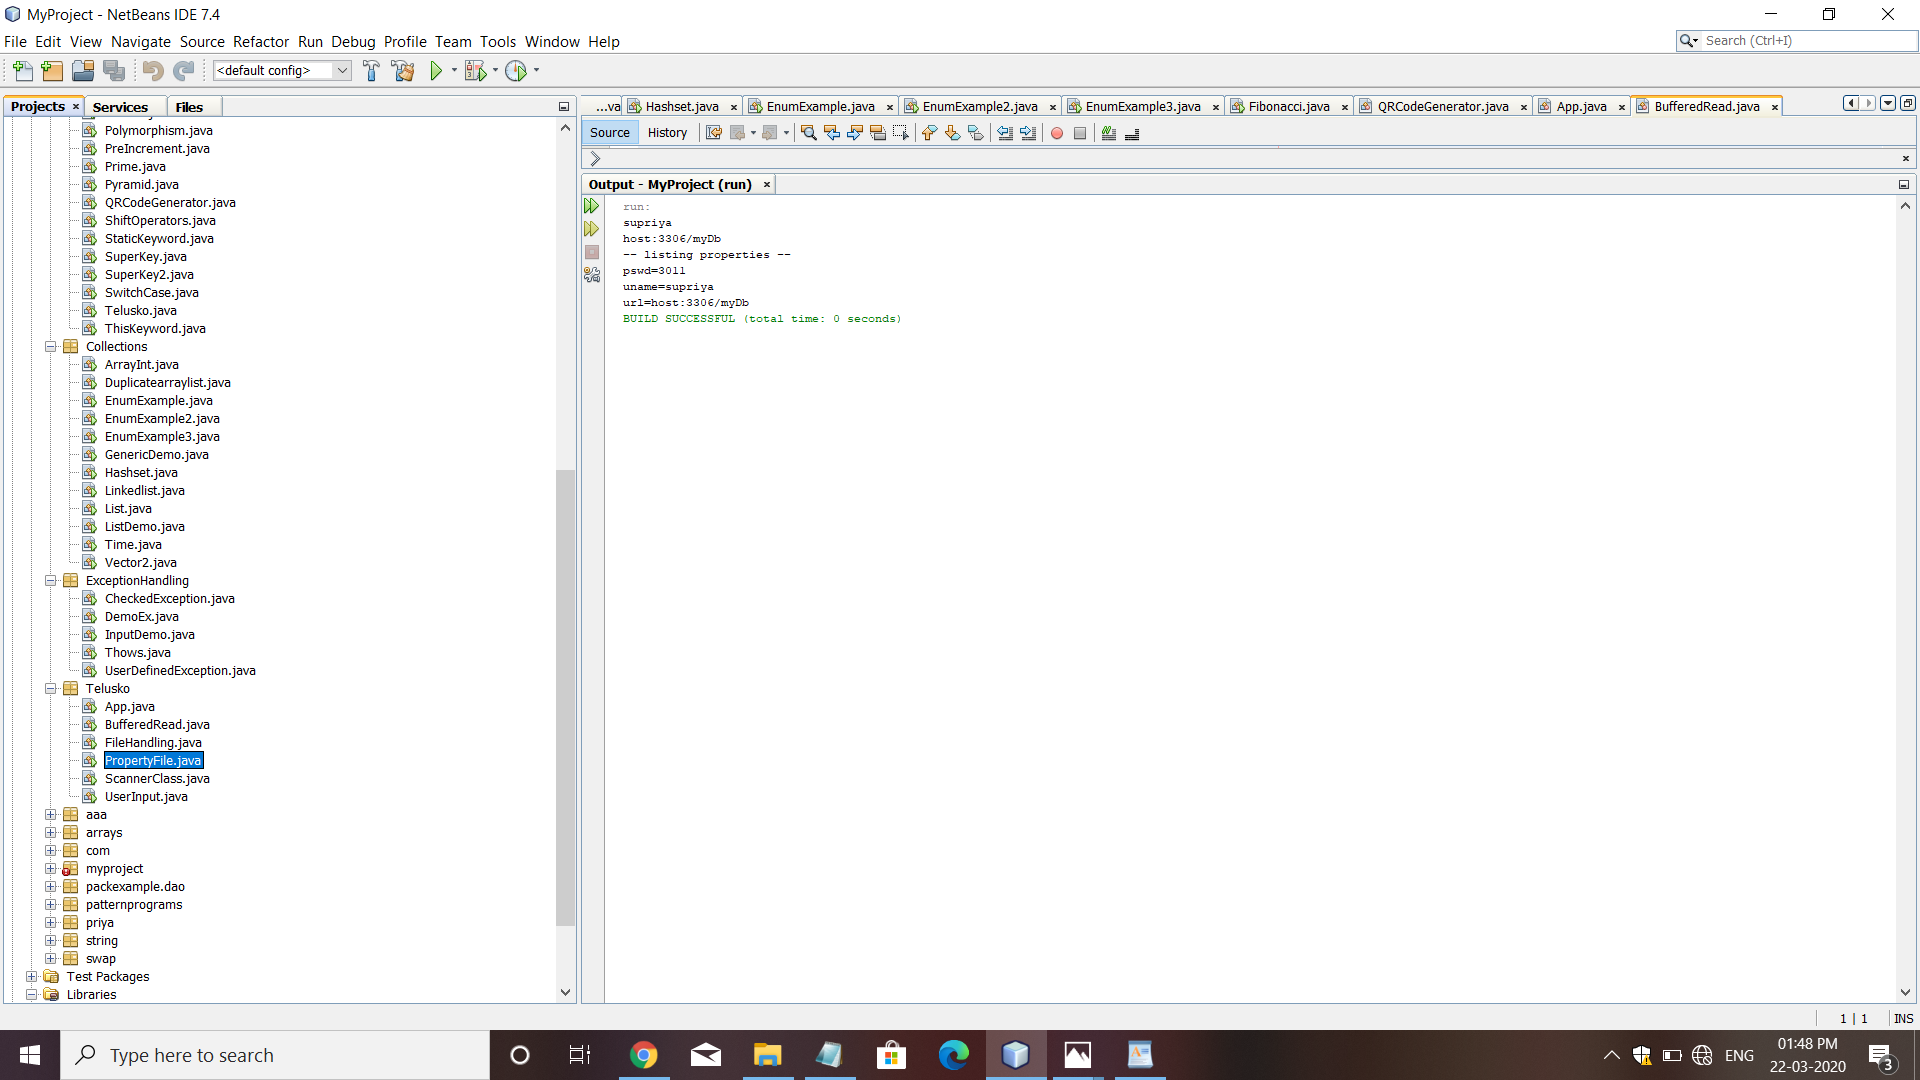 MyProject - NetBeans IDE 7.4
File Edit View Navigate Source Refactor Run Debug Profile Team Tools Window Help
Search (Ctrl+I)
<default config>
Projects Services Files
Polymorphism.java
PreIncrement.java
Prime.java
Pyramid.java
QRCodeGenerator.java
ShiftOperators.java
StaticKeyword.java
SuperKey.java
SuperKey2.java
SwitchCase.java
Telusko.java
ThisKeyword.java
Collections
ArrayInt.java
Duplicatearraylist.java
EnumExample.java
EnumExample2.java
EnumExample3.java
GenericDemo.java
Hashset.java
Linkedlist.java
List.java
ListDemo.java
Time.java
Vector2.java
ExceptionHandling
CheckedException.java
DemoEx.java
InputDemo.java
Thows.java
UserDefinedException.java
Telusko
App.java
BufferedRead.java
FileHandling.java
PropertyFile.java
ScannerClass.java
UserInput.java
aaa
arrays
com
myproject
packexample.dao
patternprograms
priya
string
swap
Test Packages
Libraries
...va Hashset.java EnumExample.java EnumExample2.java EnumExample3.java Fibonacci.java QRCodeGenerator.java App.java BufferedRead.java
Source History
Output - MyProject (run)
run:
supriya
host:3306/myDb
-- listing properties --
pswd=3011
uname=supriya
url=host:3306/myDb
BUILD SUCCESSFUL (total time: 0 seconds)
1 | 1 INS
Type here to search
ENG
01:48 PM
22-03-2020
3